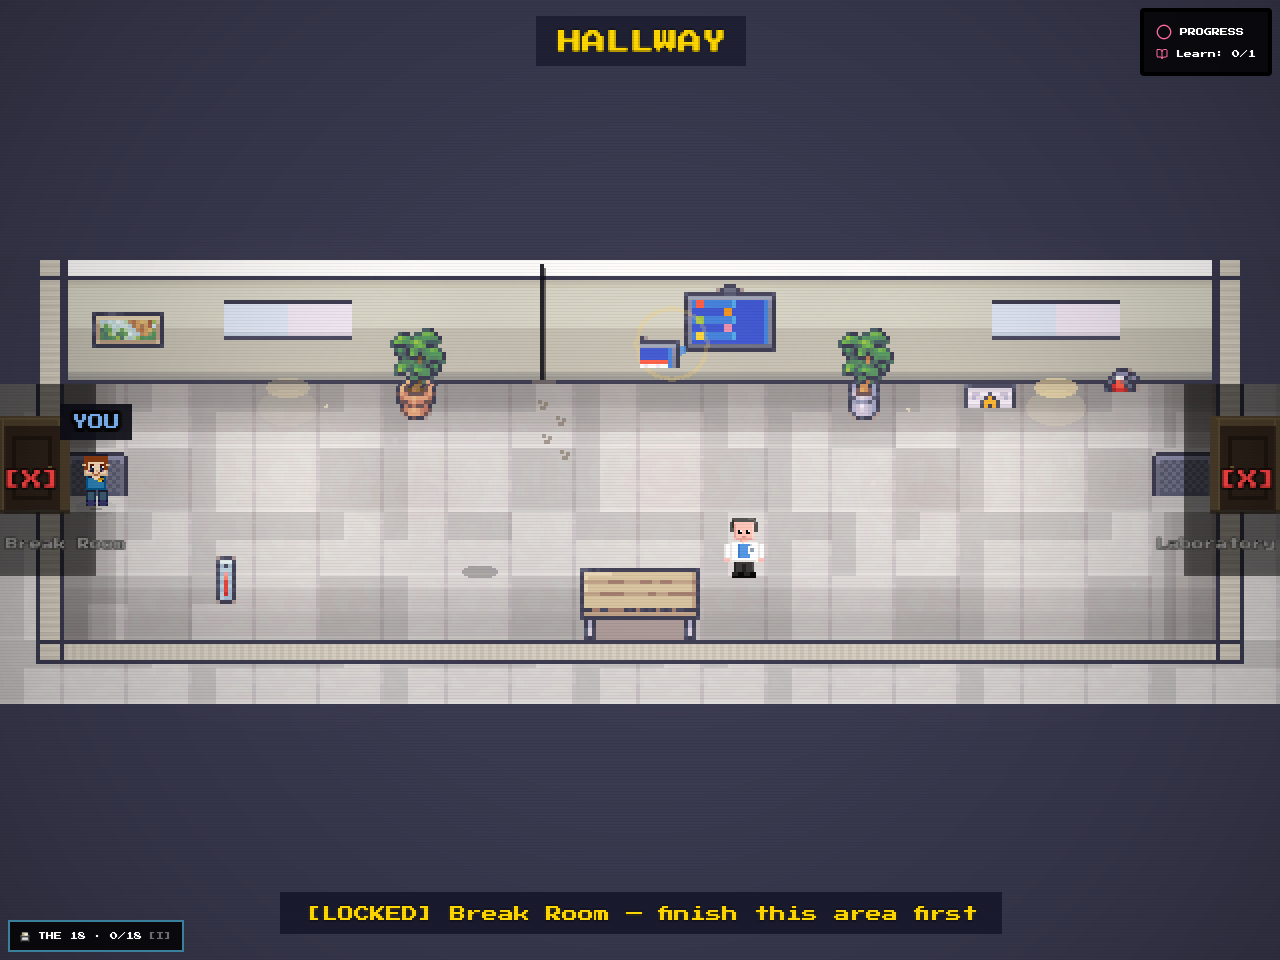 HALLWAY
PROGRESS
Learn: 0/1
YOU
[X]
[X]
Break Room
Laboratory
[LOCKED] Break Room — finish this area first
THE 18 · 0/18 [I]